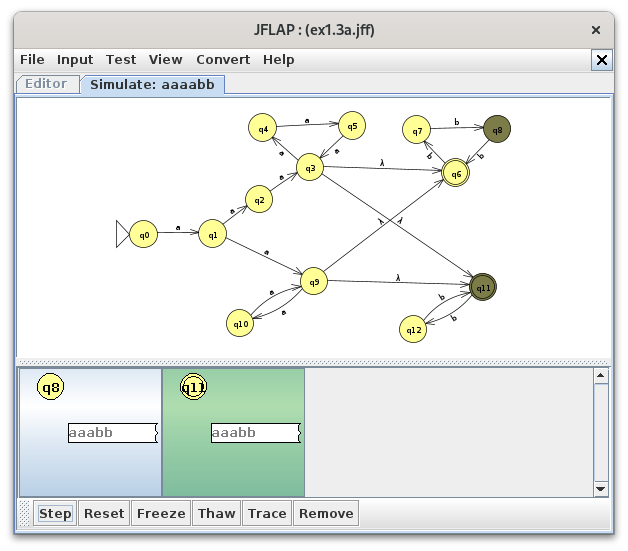 JFLAP : (ex1.3a.jff)
File Input Test View Convert Help
Editor Simulate: aaaabb
q4 a q5 q7 b q8
a a b b
q3 λ q6
a
q2
a λ λ
q0 a q1
a
q9 λ q11
a a b b
q10 q12
q8 q11
aaabb aaabb
Step Reset Freeze Thaw Trace Remove